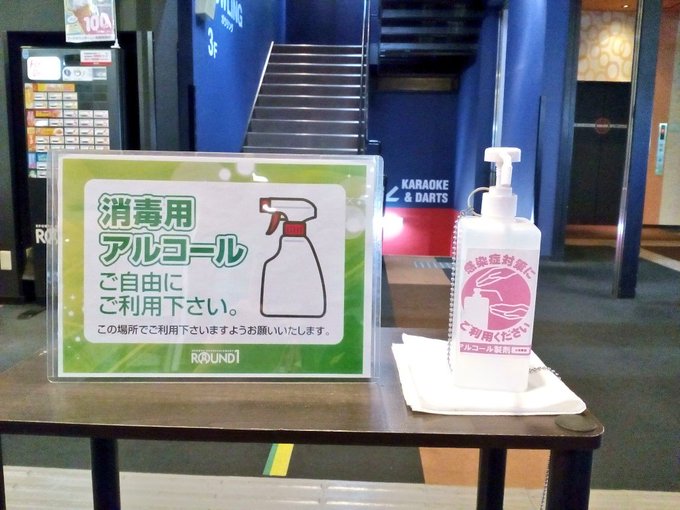 100
BOWLING
3F
KARAOKE
& DARTS
消毒用
アルコール
ご自由に
ご利用下さい。
この場所でご利用下さいますようお願いいたします。
ROUND1
感染症対策に
ご利用ください
アルコール製剤